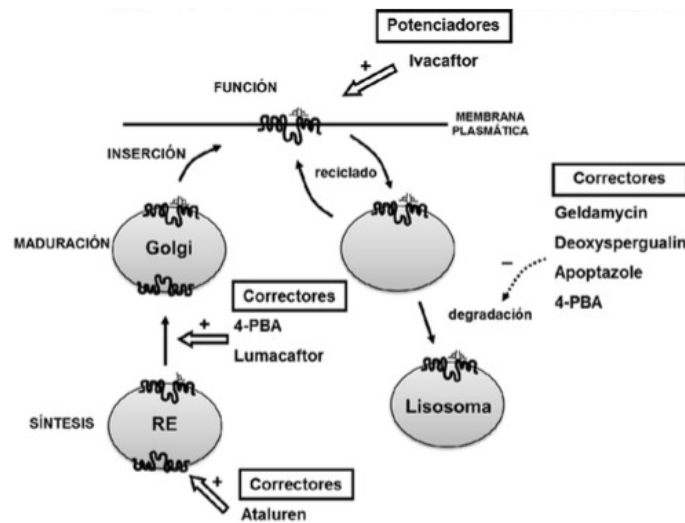 Potenciadores
Ivacaftor
+
FUNCIÓN
MEMBRANA
PLASMÁTICA
INSERCIÓN
reciclado
Correctores
Geldamycin
Deoxyspergualin
Apoptazole
4-PBA
–
MADURACIÓN
Golgi
Correctores
4-PBA
Lumacaftor
+
degradación
SÍNTESIS
RE
Lisosoma
+
Correctores
Ataluren